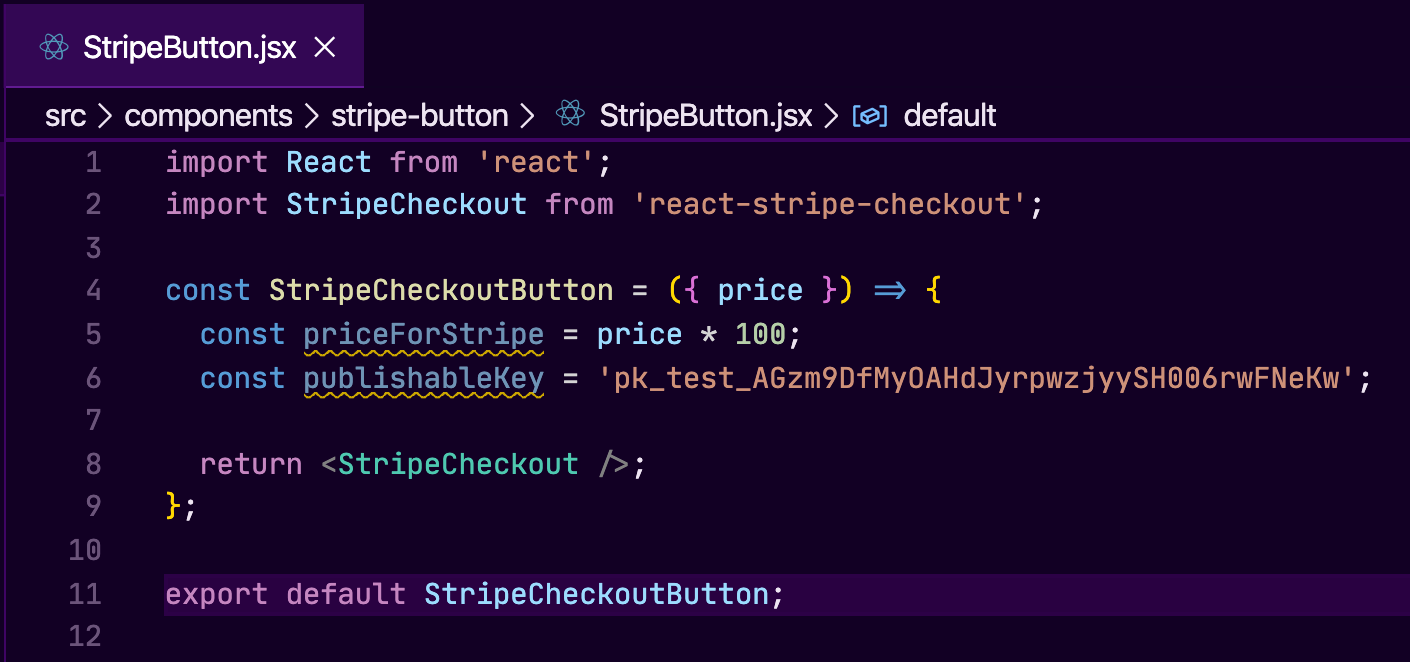 StripeButton.jsx ×
src > components > stripe-button > StripeButton.jsx > default
1 import React from 'react';
2 import StripeCheckout from 'react-stripe-checkout';
3
4 const StripeCheckoutButton = ({ price }) => {
5 const priceForStripe = price * 100;
6 const publishableKey = 'pk_test_AGzm9DfMyOAHdJyrpwzjyySH006rwFNeKw';
7
8 return <StripeCheckout />;
9 };
10
11 export default StripeCheckoutButton;
12